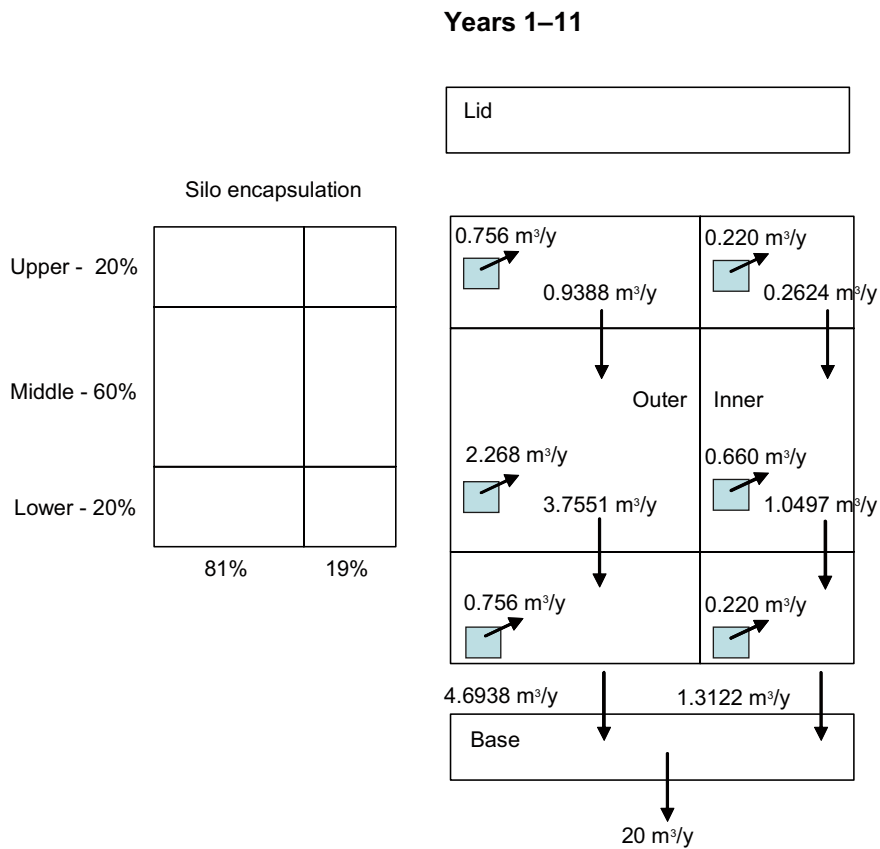 Years 1–11
Lid
Silo encapsulation
Upper - 20%
Middle - 60%
Lower - 20%
81% 19%
0.756 m³/y 0.220 m³/y
0.9388 m³/y 0.2624 m³/y
Outer Inner
2.268 m³/y 0.660 m³/y
3.7551 m³/y 1.0497 m³/y
0.756 m³/y 0.220 m³/y
4.6938 m³/y 1.3122 m³/y
Base
20 m³/y